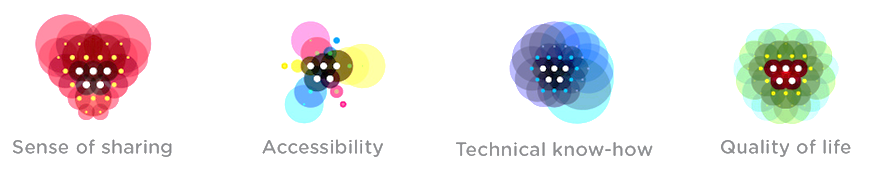 Sense of sharing
Accessibility
Technical know-how
Quality of life